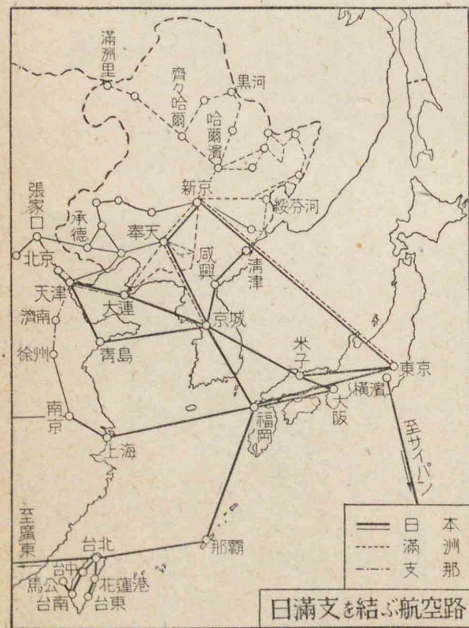 滿洲里
齊々哈爾
黒河
哈爾濱
新京
綏芬河
張家口
承德
奉天
咸興
淸津
北京
天津
大連
京城
濟南
靑島
米子
東京
徐州
橫濱
大阪
南京
福岡
上海
至サイパン
至廣東
台北
那霸
台中
馬公
花蓮港
台南
台東
日本
滿洲
支那
日滿支を結ぶ航空路